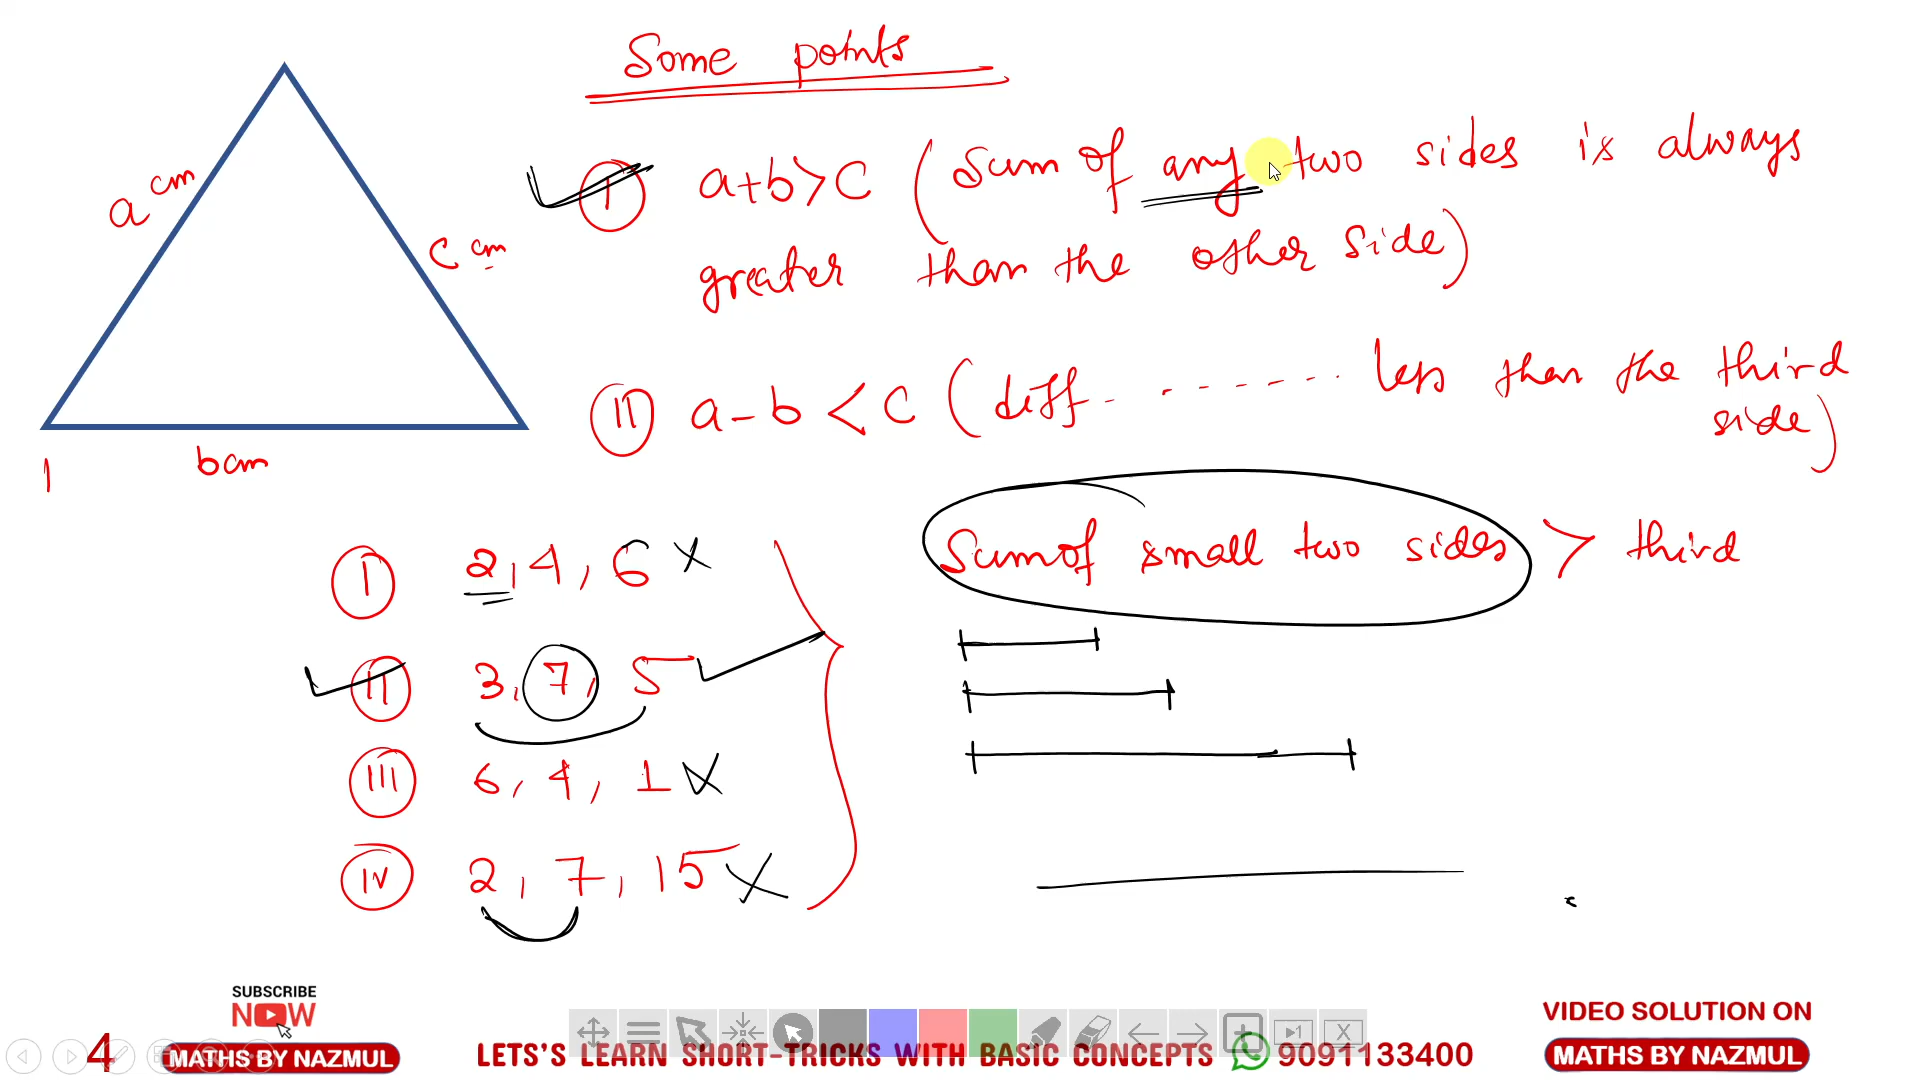 Some points
a cm
c cm
b cm
1
I a+b>C (Sum of any two sides is always
greater than the other side)
II a-b<C (diff. ....... less than the third
side)
Sum of small two sides > third
I 2, 4, 6 x
II 3, 7, 5 ✓
III 6, 4, 1 x
IV 2, 7, 15 x
SUBSCRIBE
NOW
4
MATHS BY NAZMUL
LETS'S LEARN SHORT-TRICKS WITH BASIC CONCEPTS 9091133400
VIDEO SOLUTION ON
MATHS BY NAZMUL